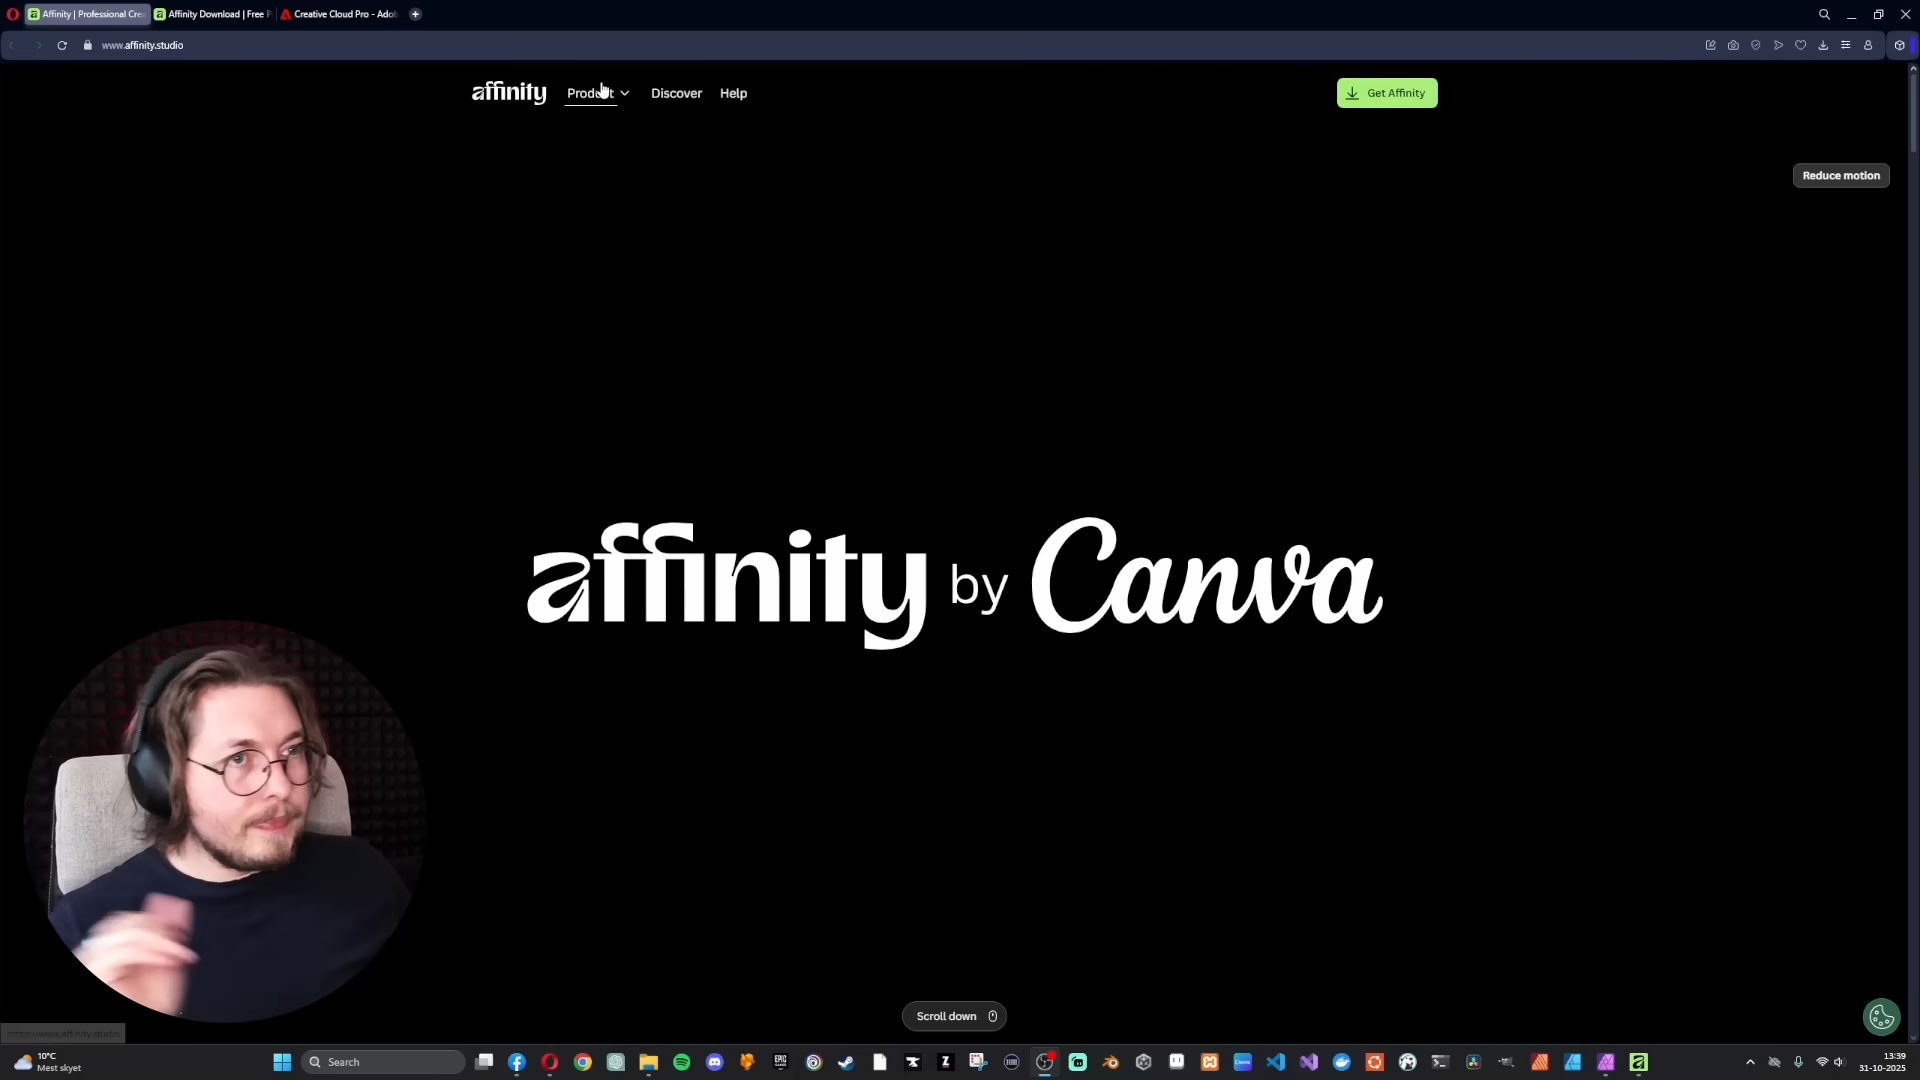 Affinity | Professional Cre
Affinity Download | Free P
Creative Cloud Pro - Adob
www.affinity.studio
affinity
Product
Discover
Help
Get Affinity
Reduce motion
affinity by Canva
Scroll down
10°C
Mest skyet
Search
13:39
31-10-2025